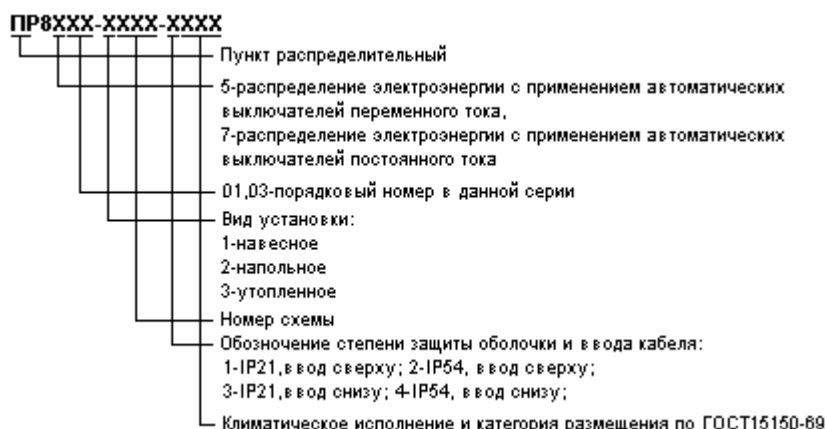 ПР8ХХХ-ХХХХ-ХХХХ
Пункт распределительный
5-распределение электроэнергии с применением автоматических
выключателей переменного тока,
7-распределение электроэнергии с применением автоматических
выключателей постоянного тока
01,03-порядковый номер в данной серии
Вид установки:
1-навесное
2-напольное
3-утопленное
Номер схемы
Обозначение степени защиты оболочки и ввода кабеля:
1-IP21,ввод сверху; 2-IP54, ввод сверху;
3-IP21,ввод снизу; 4-IP54, ввод снизу;
Климатическое исполнение и категория размещения по ГОСТ15150-69